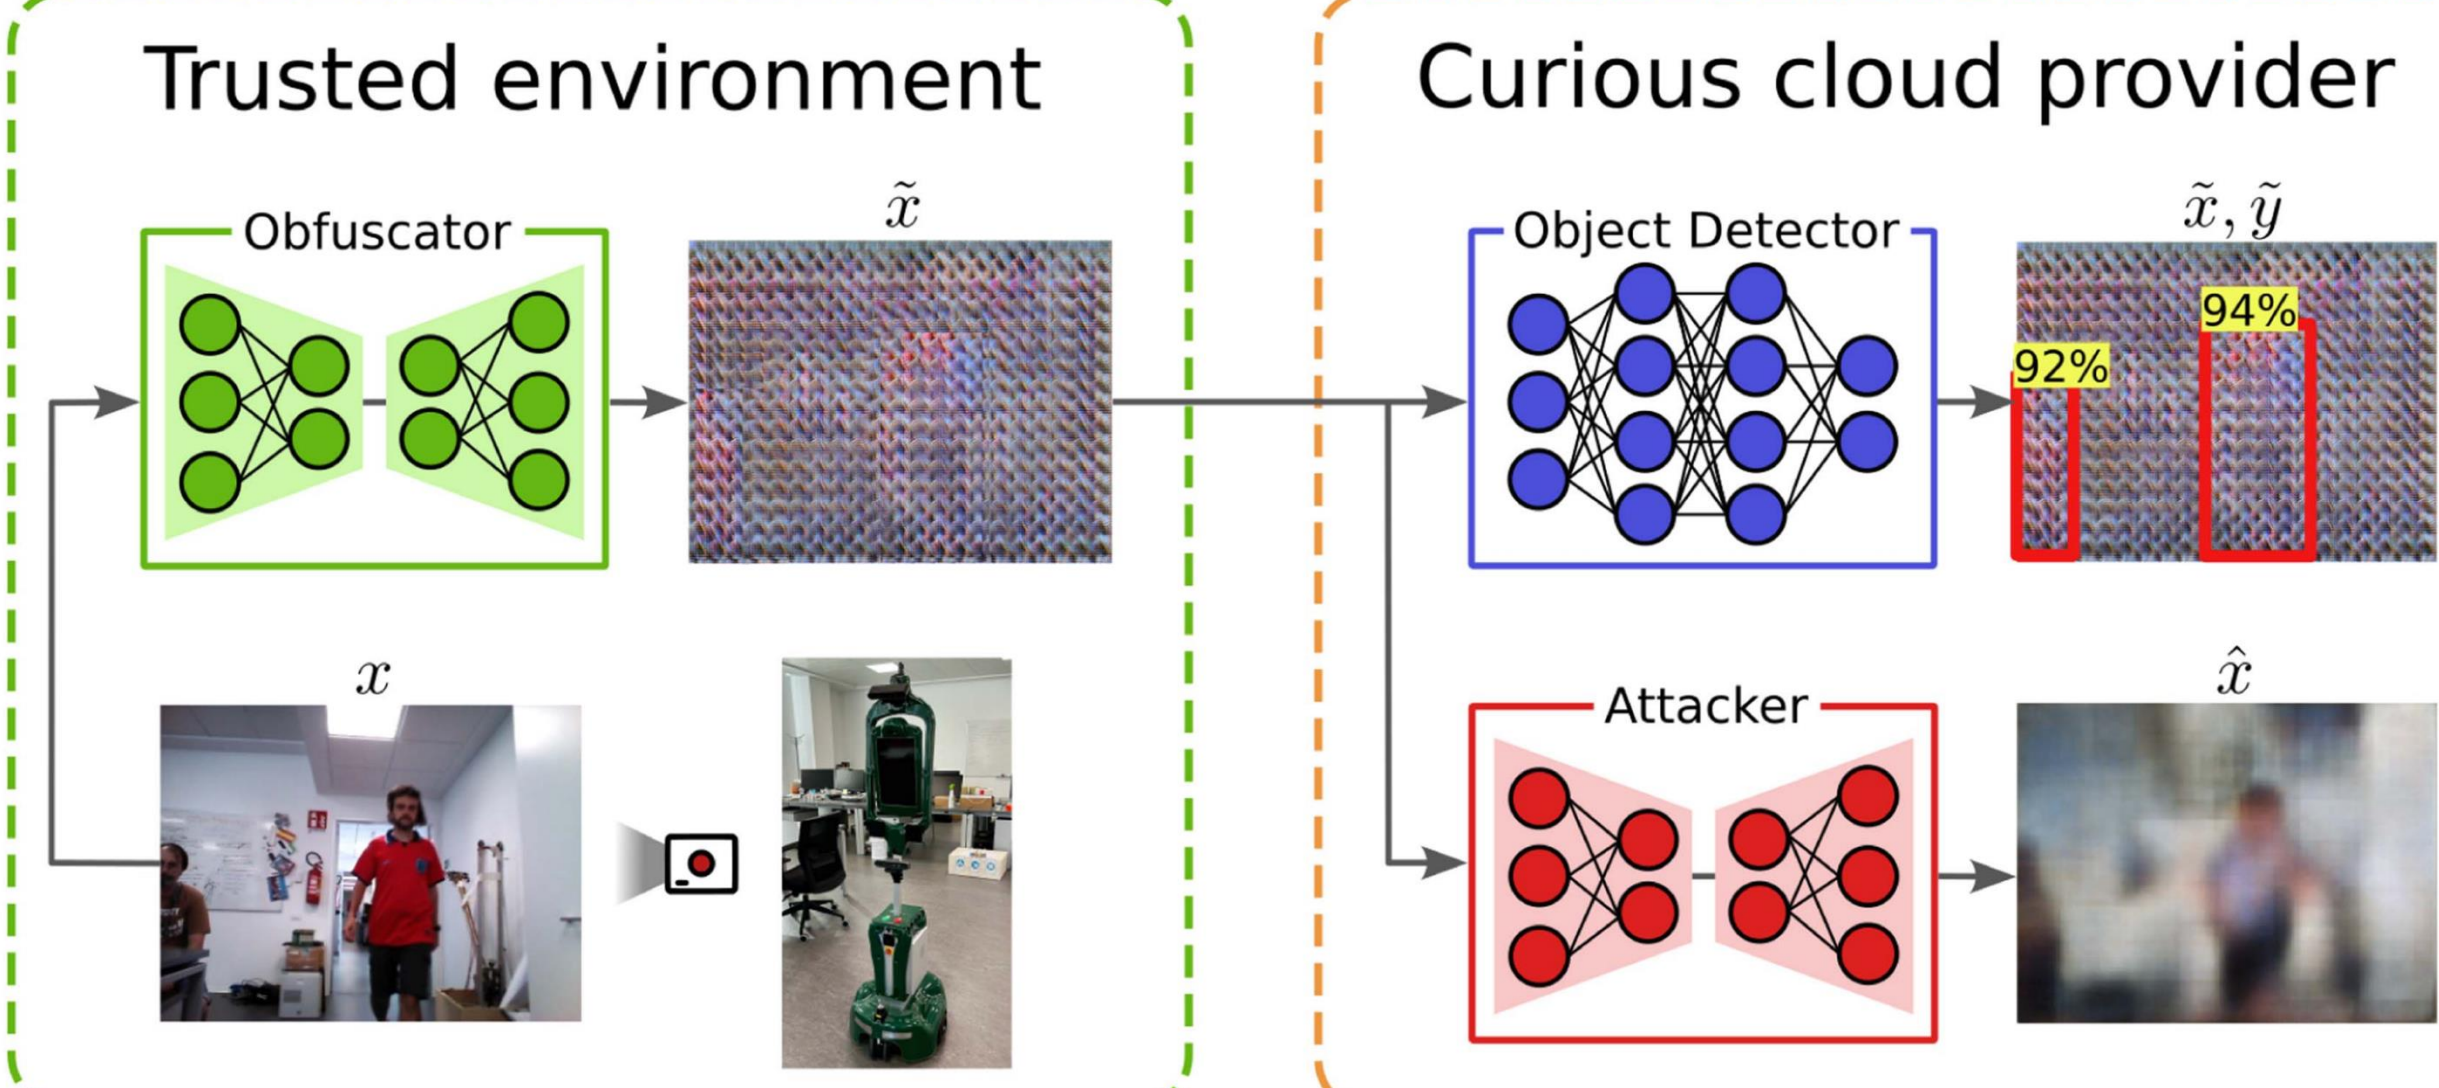 Trusted environment
Curious cloud provider
Obfuscator
x̃
Object Detector
x̃, ỹ
94%
92%
x
Attacker
x̂